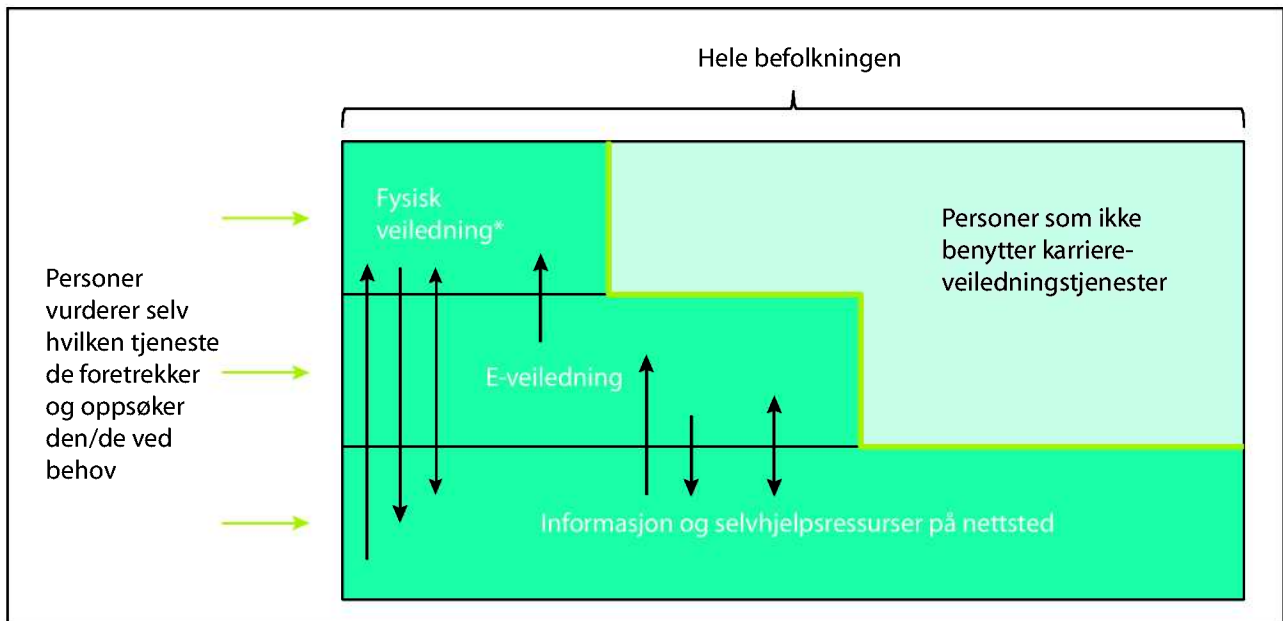 Hele befolkningen
Fysisk
veiledning*
Personer som ikke
benytter karriere-
veiledningstjenester
Personer
vurderer selv
hvilken tjeneste
de foretrekker
og oppsøker
den/de ved
behov
E-veiledning
Informasjon og selvhjelpsressurser på nettsted